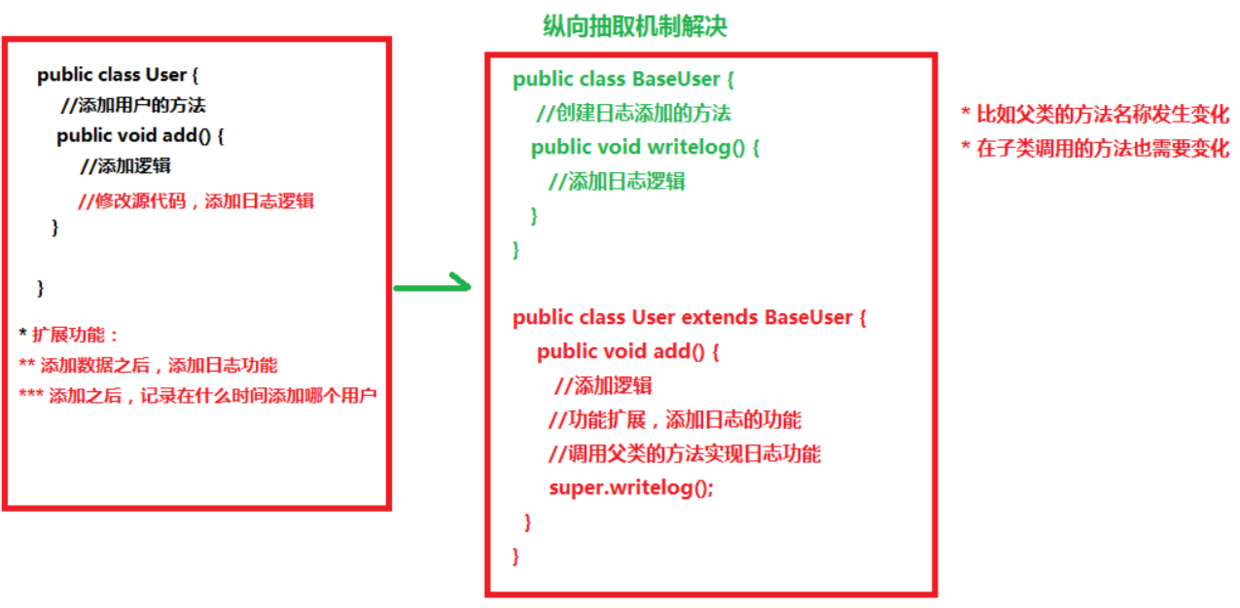 纵向抽取机制解决
public class User {
//添加用户的方法
public void add() {
//添加逻辑
//修改源代码，添加日志逻辑
}
}
* 扩展功能：
** 添加数据之后，添加日志功能
*** 添加之后，记录在什么时间添加哪个用户
public class BaseUser {
//创建日志添加的方法
public void writelog() {
//添加日志逻辑
}
}
public class User extends BaseUser {
public void add() {
//添加逻辑
//功能扩展，添加日志的功能
//调用父类的方法实现日志功能
super.writelog();
}
}
* 比如父类的方法名称发生变化
* 在子类调用的方法也需要变化